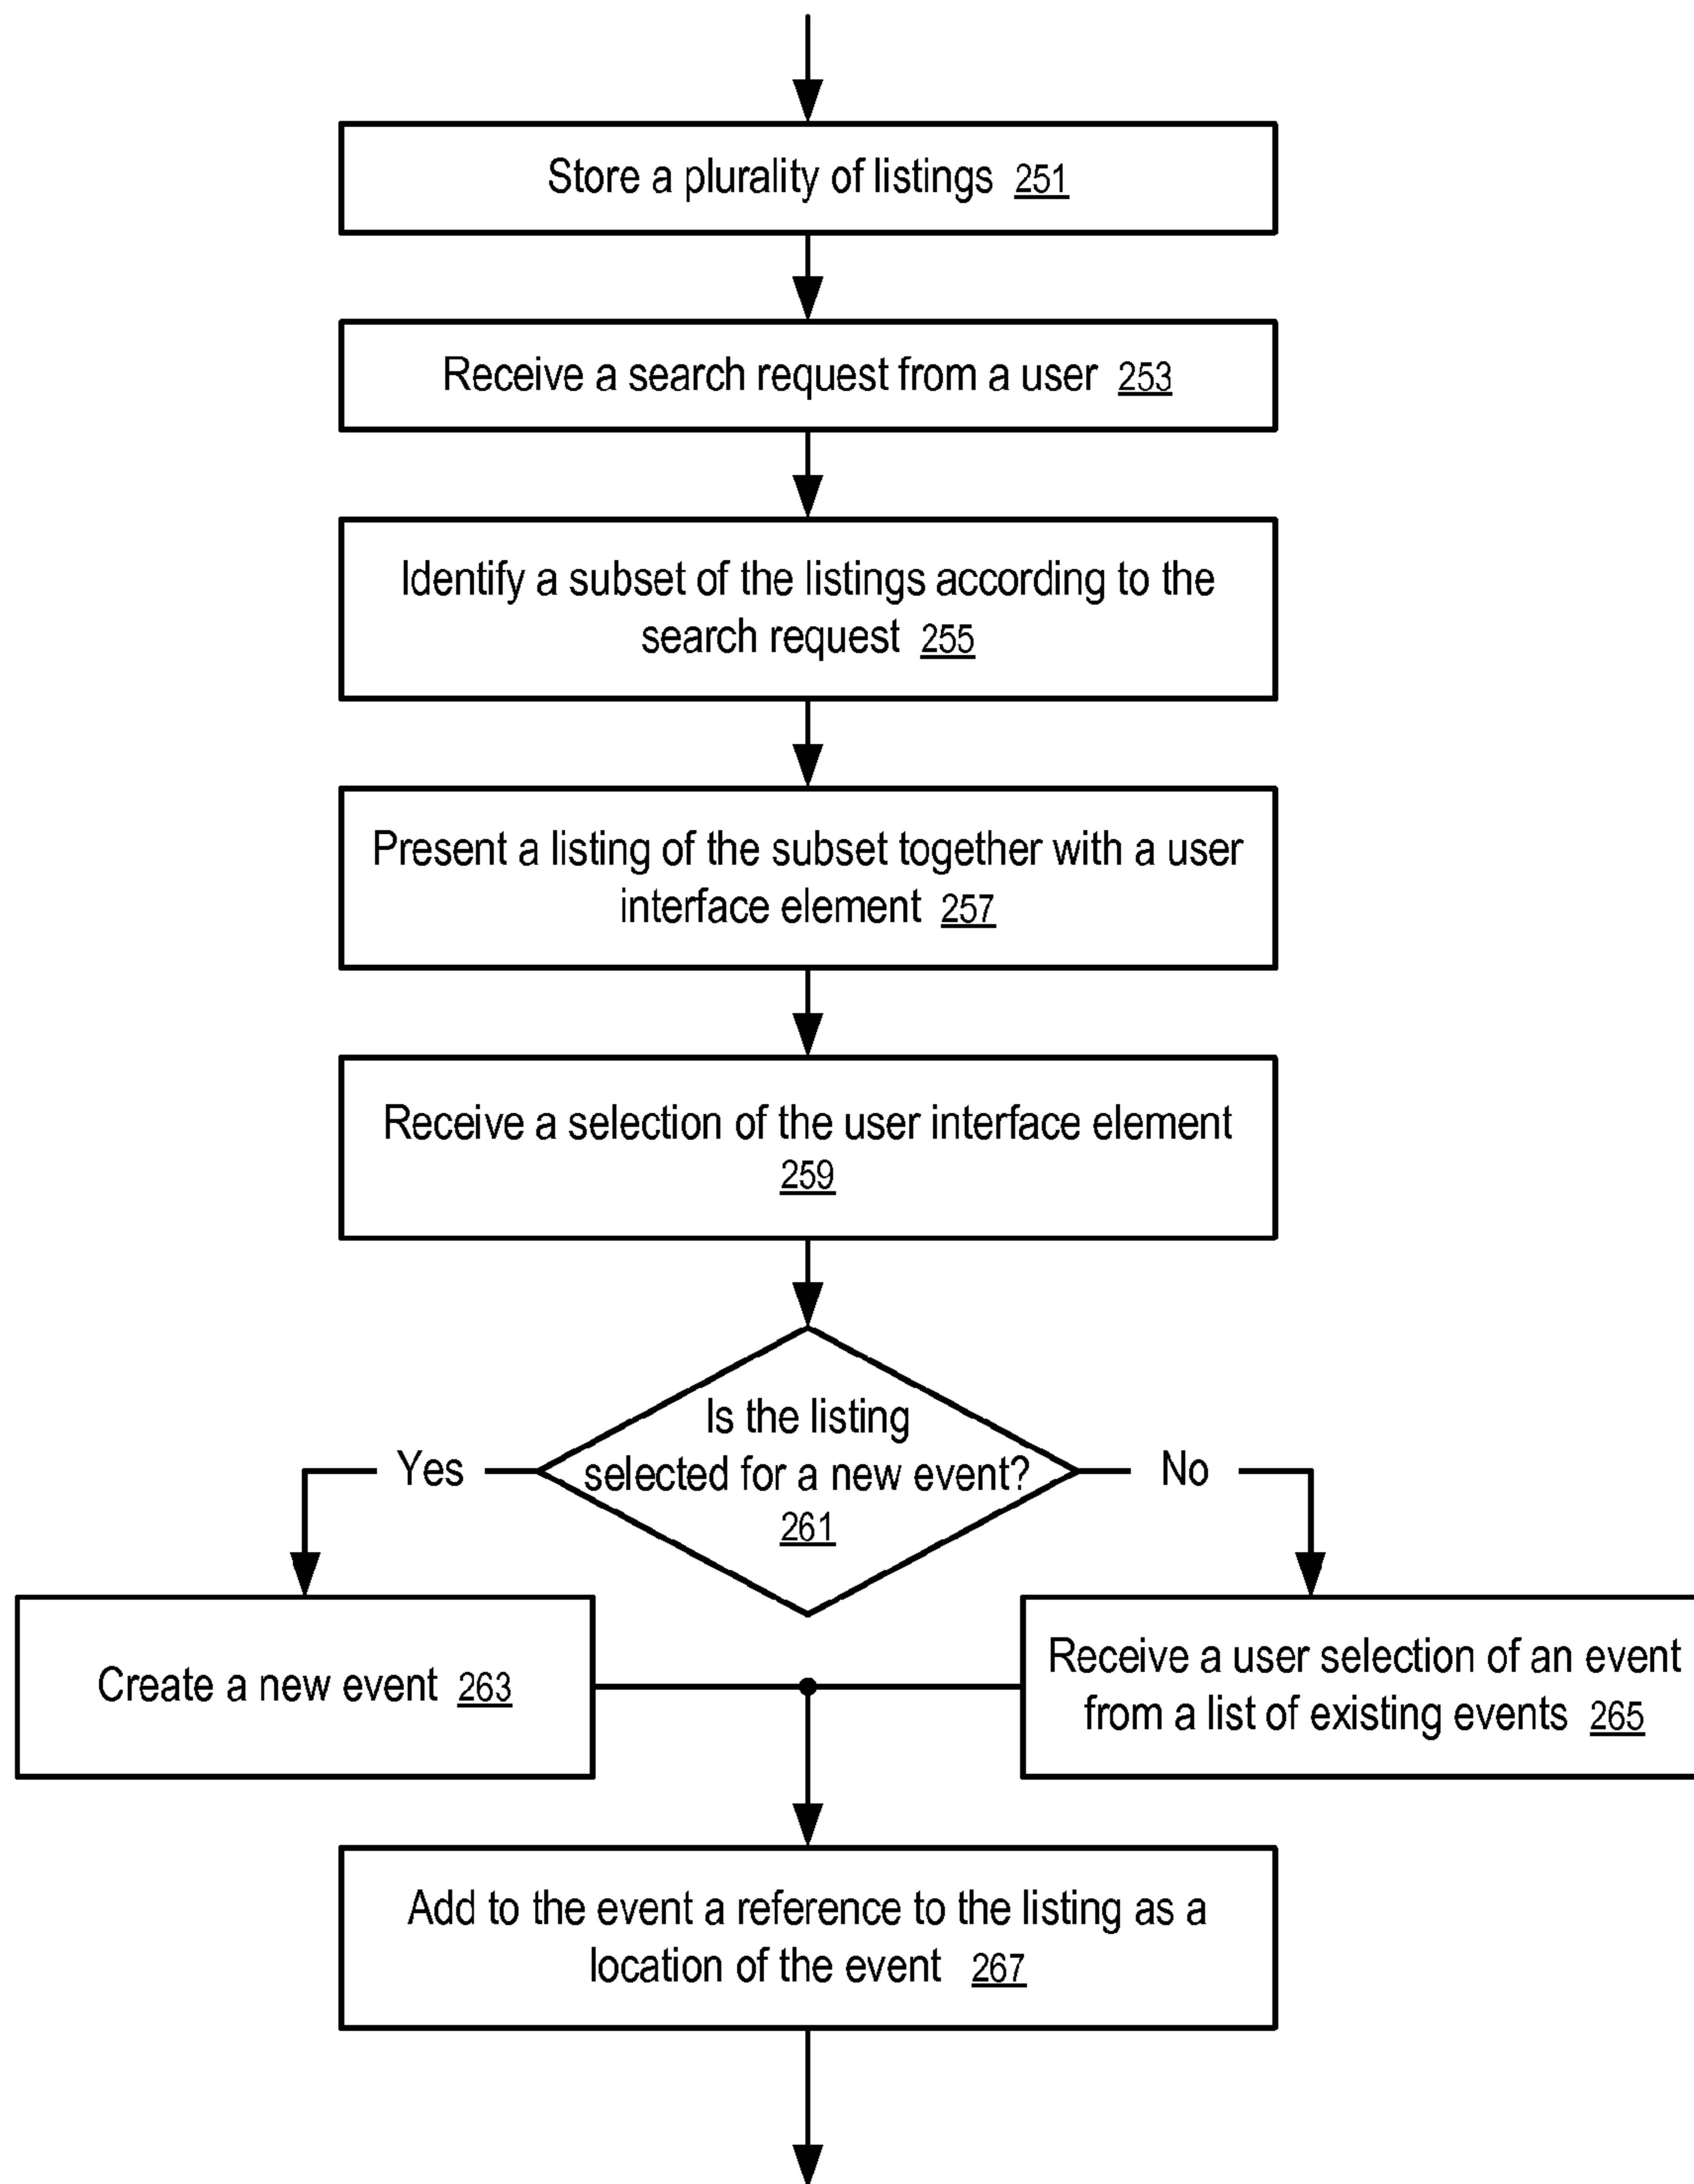 Store a plurality of listings 251
Receive a search request from a user 253
Identify a subset of the listings according to the
search request 255
Present a listing of the subset together with a user
interface element 257
Receive a selection of the user interface element
259
Is the listing
selected for a new event?
261
Yes
No
Create a new event 263
Receive a user selection of an event
from a list of existing events 265
Add to the event a reference to the listing as a
location of the event 267